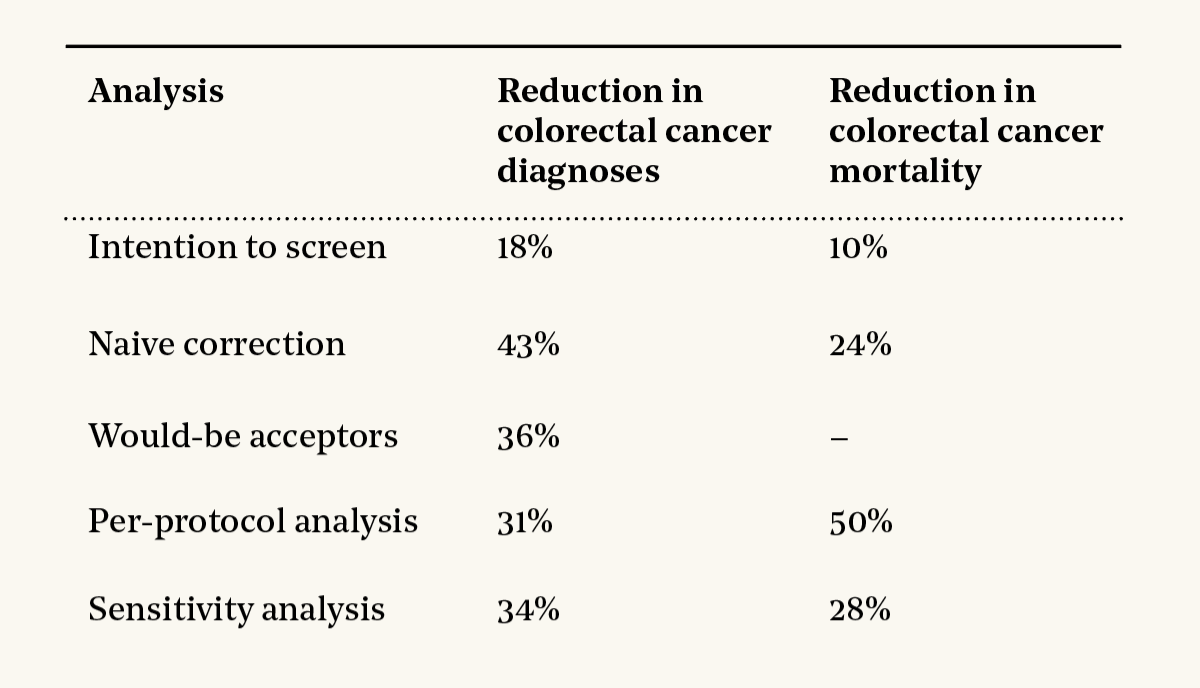 Analysis Reduction in Reduction in
colorectal cancer colorectal cancer
diagnoses mortality
Intention to screen 18% 10%
Naive correction 43% 24%
Would-be acceptors 36% –
Per-protocol analysis 31% 50%
Sensitivity analysis 34% 28%